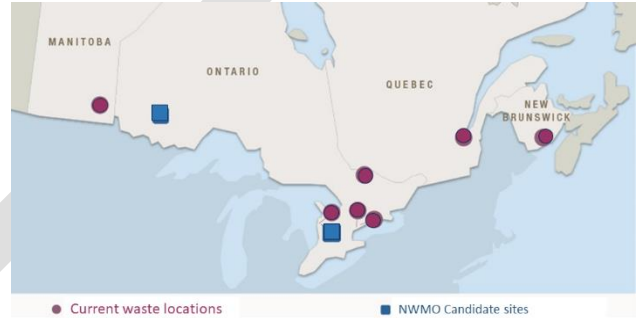 MANITOBA
ONTARIO
QUEBEC
NEW
BRUNSWICK
Current waste locations
NWMO Candidate sites